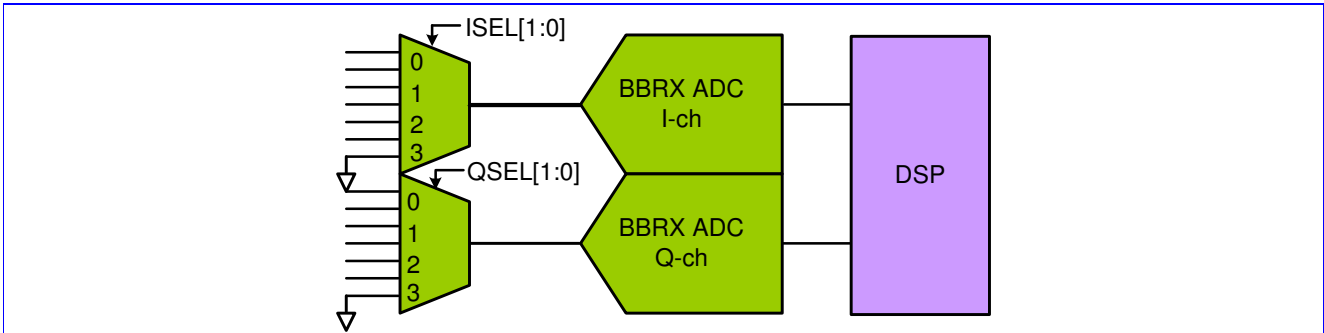 ISEL[1:0]
0
1
2
3
BBRX ADC
I-ch
QSEL[1:0]
0
1
2
3
BBRX ADC
Q-ch
DSP